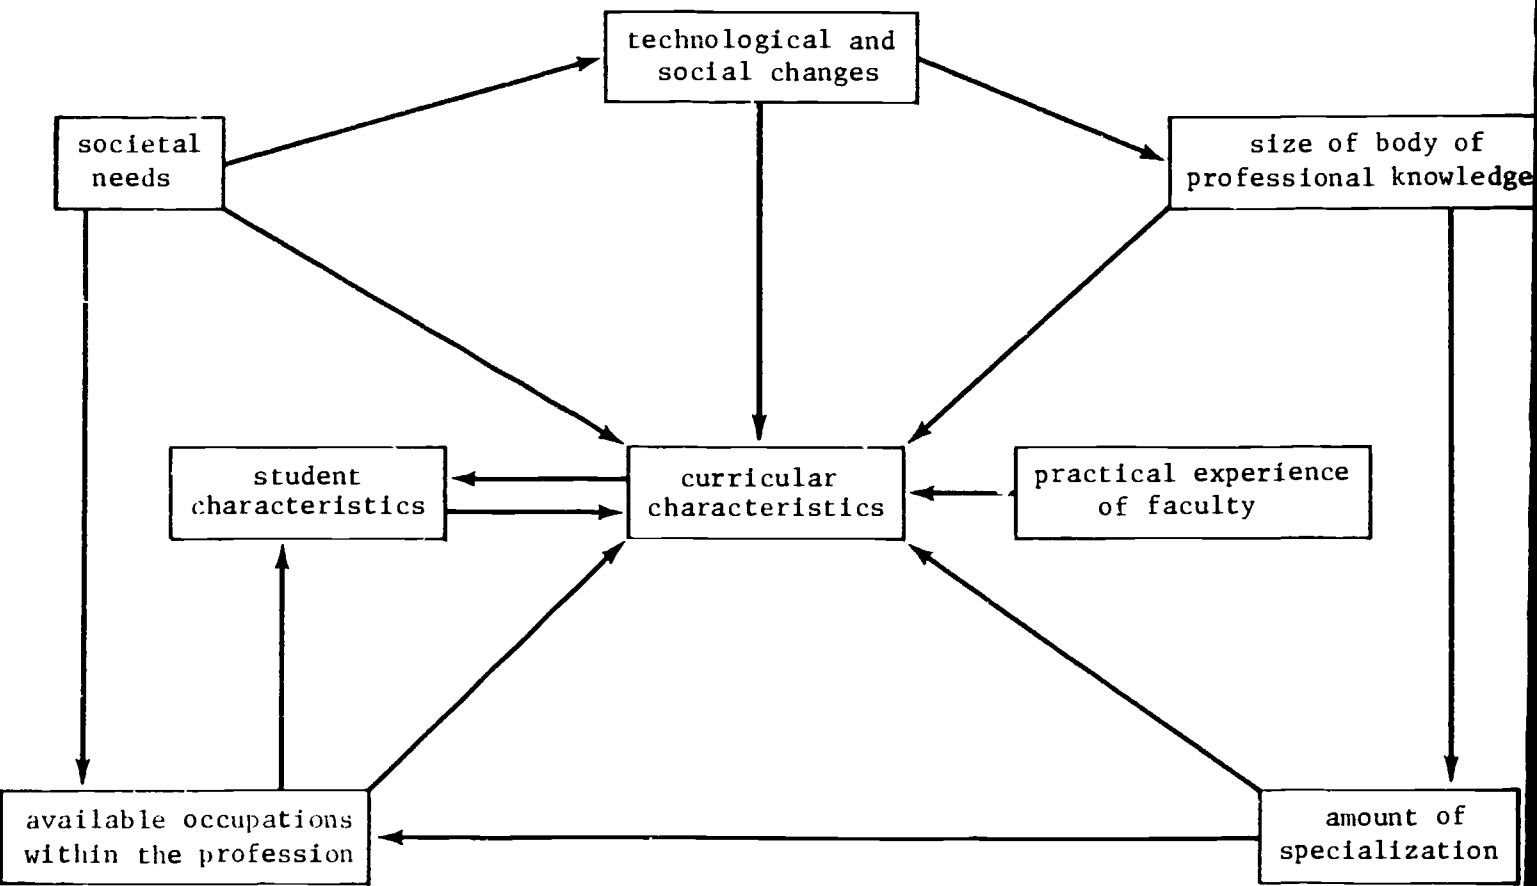 technological and
social changes
societal
needs
size of body of
professional knowledge
student
characteristics
curricular
characteristics
practical experience
of faculty
available occupations
within the profession
amount of
specialization